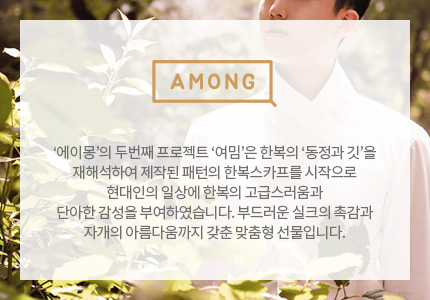 AMONG
‘에이몽’의 두번째 프로젝트 ‘여밈’은 한복의 ‘동정과 깃’을
재해석하여 제작된 패턴의 한복스카프를 시작으로
현대인의 일상에 한복의 고급스러움과
단아한 감성을 부여하였습니다. 부드러운 실크의 촉감과
자개의 아름다움까지 갖춘 맞춤형 선물입니다.